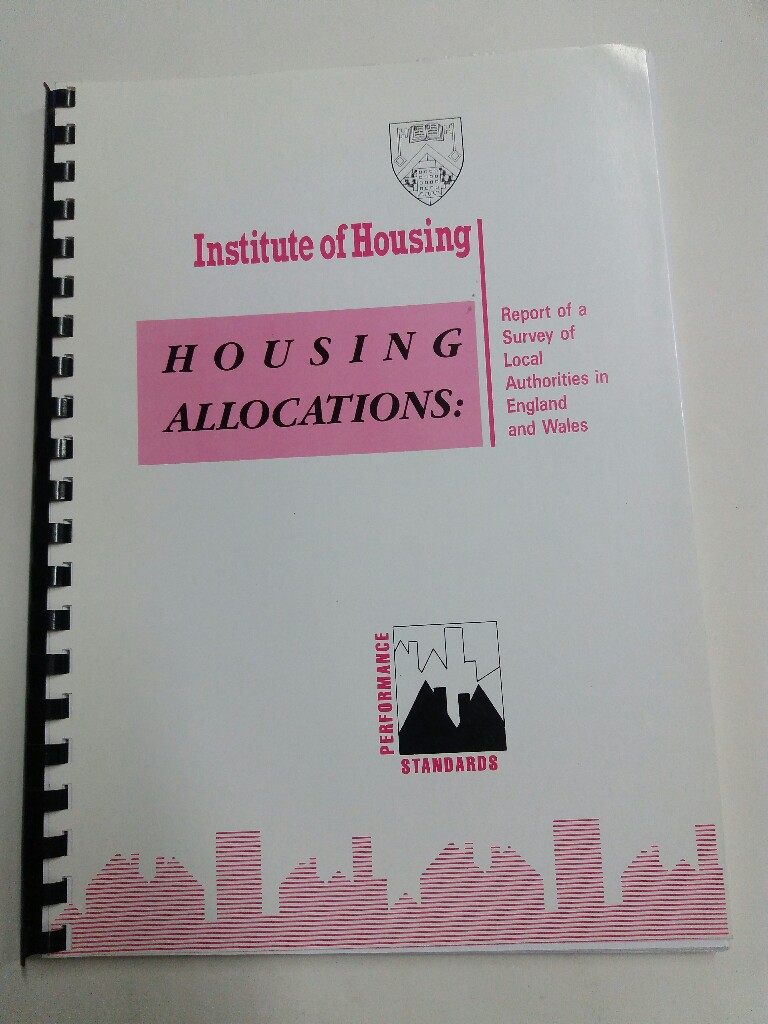 Institute of Housing
HOUSING
ALLOCATIONS:
Report of a
Survey of
Local
Authorities in
England
and Wales
PERFORMANCE
STANDARDS